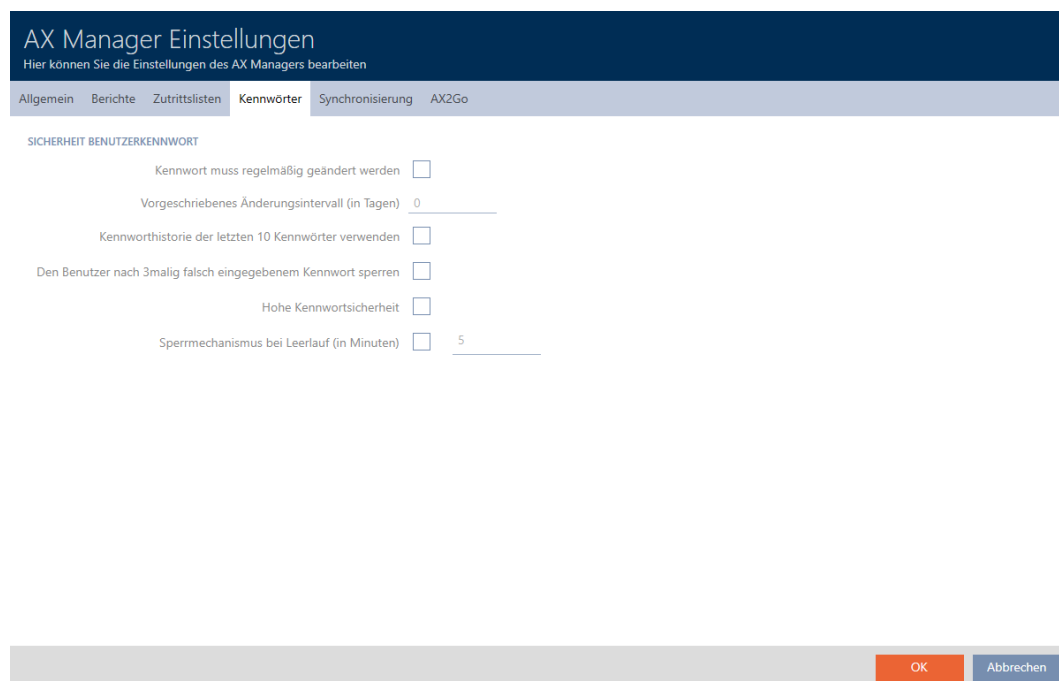 AX Manager Einstellungen
Hier können Sie die Einstellungen des AX Managers bearbeiten
Allgemein Berichte Zutrittslisten Kennwörter Synchronisierung AX2Go
SICHERHEIT BENUTZERKENNWORT
Kennwort muss regelmäßig geändert werden
Vorgeschriebenes Änderungsintervall (in Tagen) 0
Kennworthistorie der letzten 10 Kennwörter verwenden
Den Benutzer nach 3malig falsch eingegebenem Kennwort sperren
Hohe Kennwortsicherheit
Sperrmechanismus bei Leerlauf (in Minuten) 5
OK Abbrechen